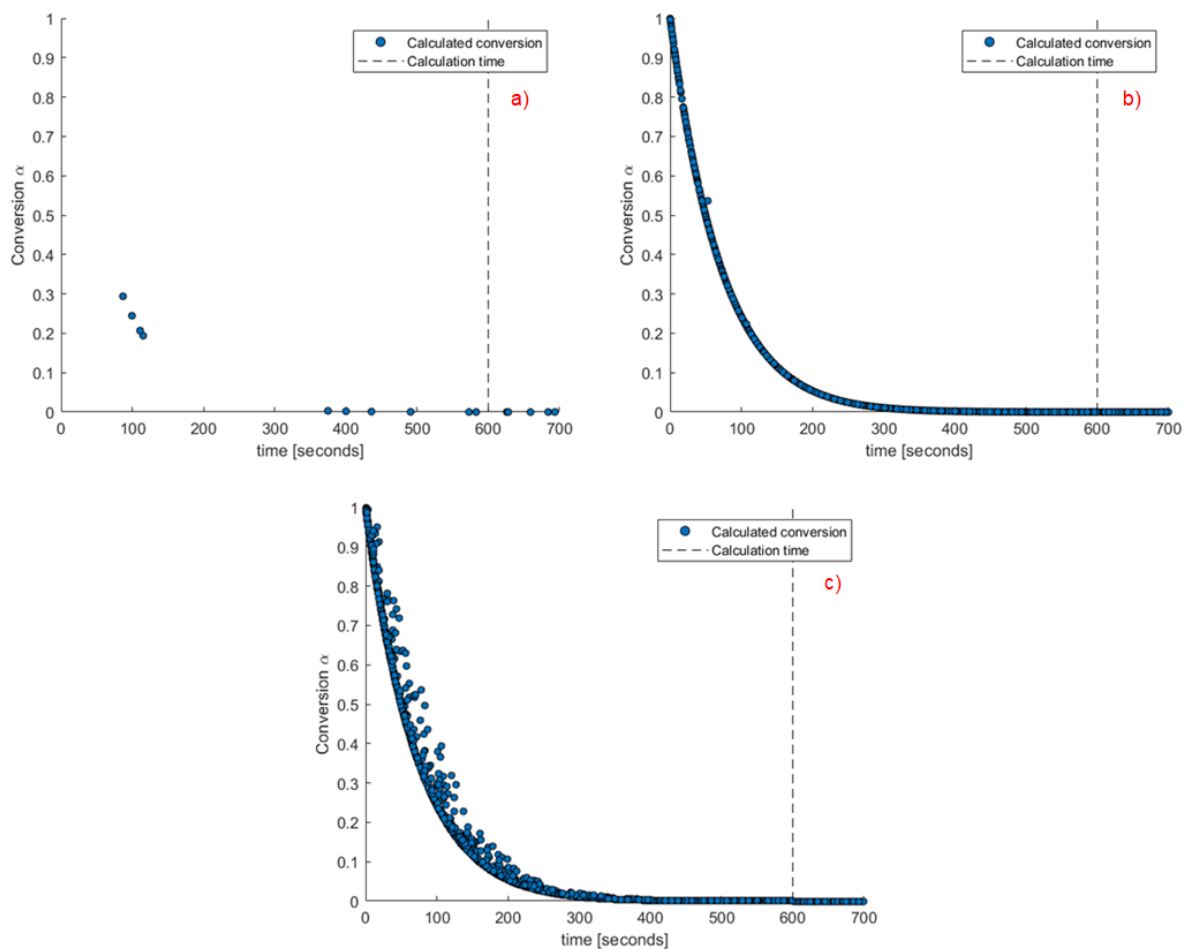 1
0.9
0.8
0.7
0.6
0.5
0.4
0.3
0.2
0.1
0
Conversion α
0 100 200 300 400 500 600 700
time [seconds]
Calculated conversion
Calculation time
a)
1
0.9
0.8
0.7
0.6
0.5
0.4
0.3
0.2
0.1
0
Conversion α
0 100 200 300 400 500 600 700
time [seconds]
Calculated conversion
Calculation time
b)
1
0.9
0.8
0.7
0.6
0.5
0.4
0.3
0.2
0.1
0
Conversion α
0 100 200 300 400 500 600 700
time [seconds]
Calculated conversion
Calculation time
c)